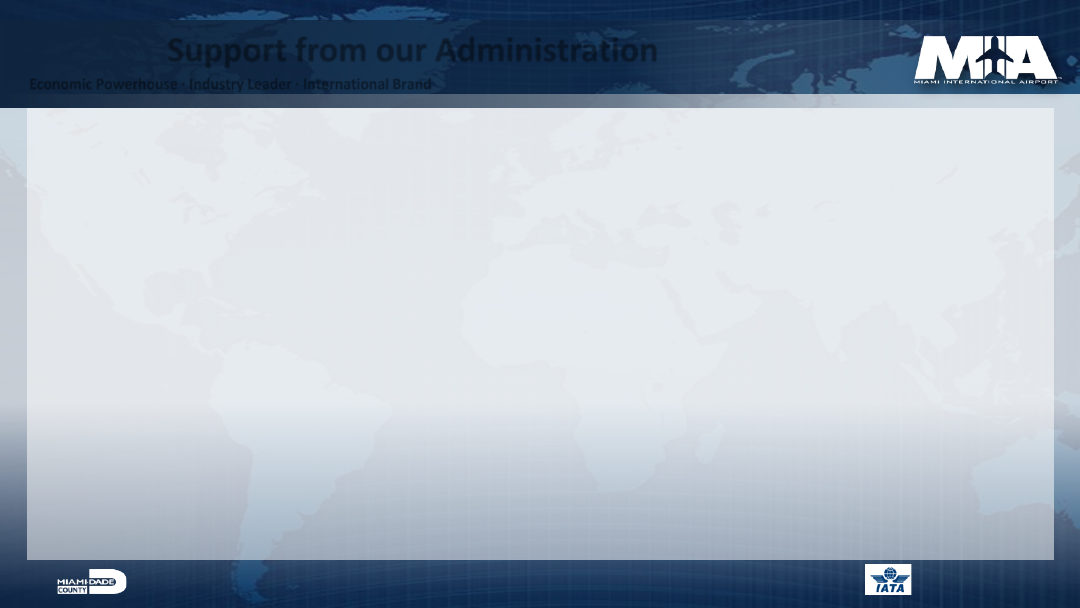 Support from our Administration
Economic Powerhouse · Industry Leader · International Brand
MIA
MIAMI INTERNATIONAL AIRPORT
MIAMI-DADE
COUNTY
IATA